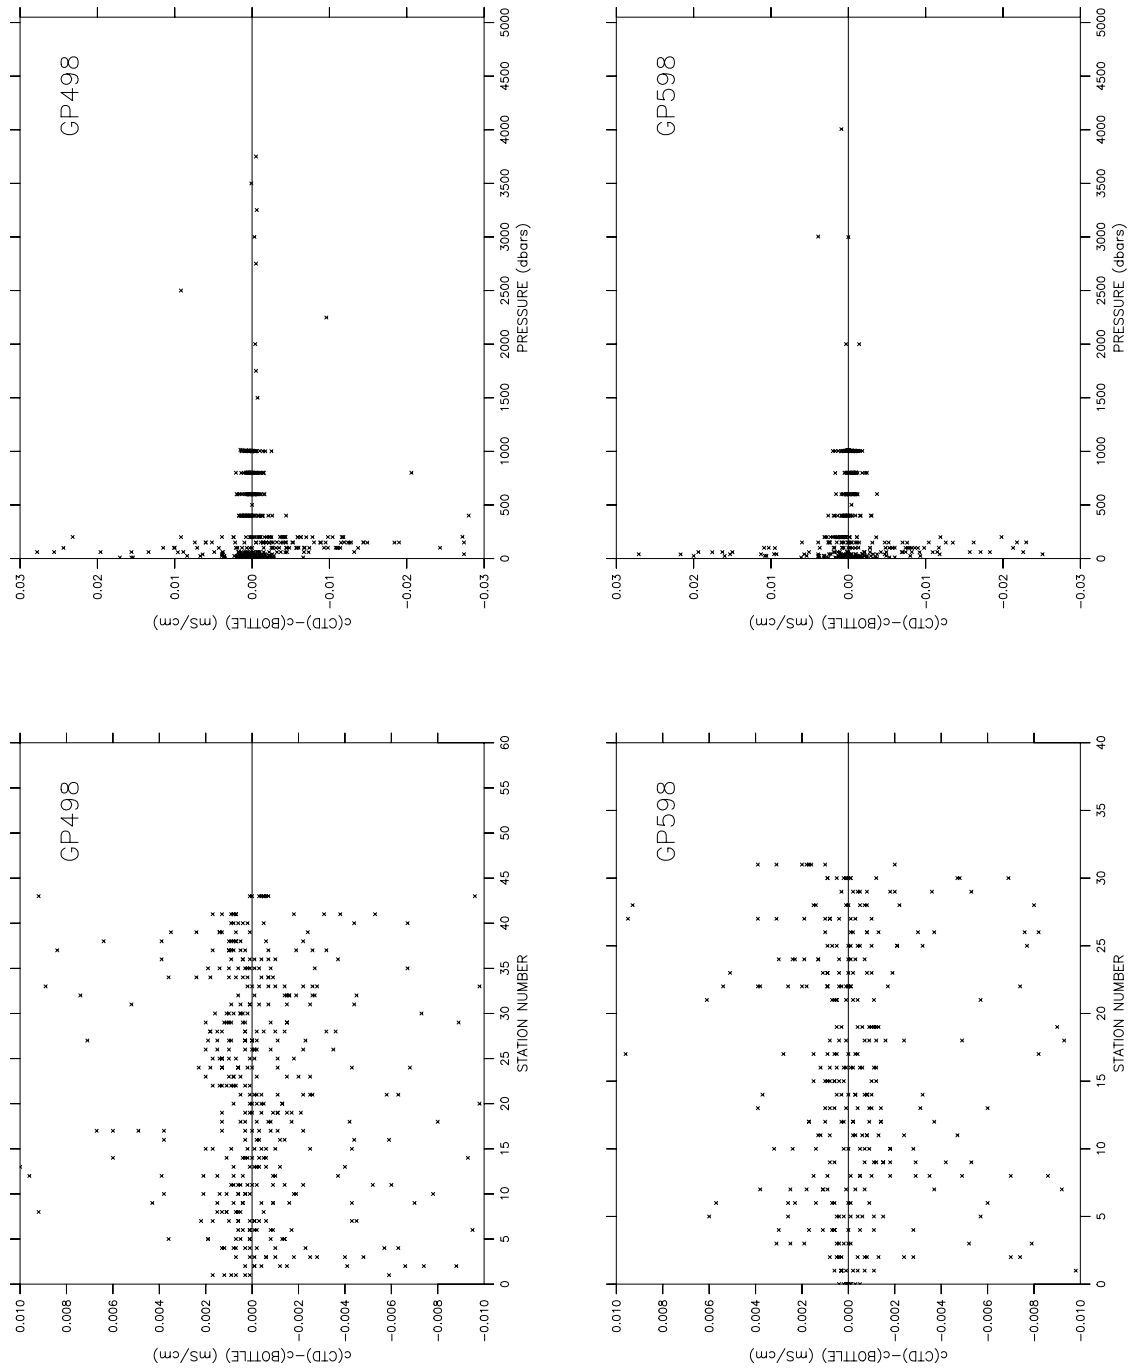 GP498
c(CTD)−c(BOTTLE) (mS/cm)
0.010
0.008
0.006
0.004
0.002
0.000
−0.002
−0.004
−0.006
−0.008
−0.010
0 5 10 15 20 25 30 35 40 45 50 55 60
STATION NUMBER
GP498
c(CTD)−c(BOTTLE) (mS/cm)
0.03
0.02
0.01
0.00
−0.01
−0.02
−0.03
0 500 1000 1500 2000 2500 3000 3500 4000 4500 5000
PRESSURE (dbars)
GP598
c(CTD)−c(BOTTLE) (mS/cm)
0.010
0.008
0.006
0.004
0.002
0.000
−0.002
−0.004
−0.006
−0.008
−0.010
0 5 10 15 20 25 30 35 40
STATION NUMBER
GP598
c(CTD)−c(BOTTLE) (mS/cm)
0.03
0.02
0.01
0.00
−0.01
−0.02
−0.03
0 500 1000 1500 2000 2500 3000 3500 4000 4500 5000
PRESSURE (dbars)